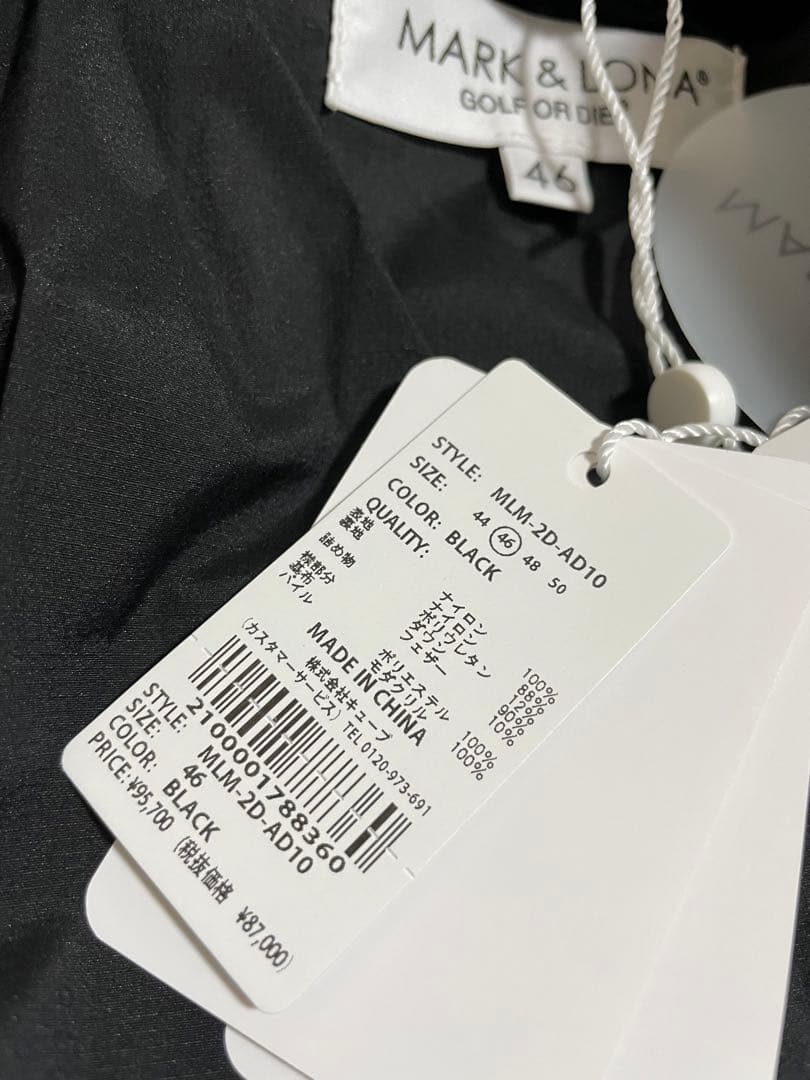 MARK & LONA®
GOLF OR DIE®
46
MA
STYLE: MLM-2D-AD10
SIZE: 44 46 48 50
COLOR: BLACK
QUALITY:
表地 ナイロン 100%
裏地 ナイロン 88%
ポリウレタン 12%
詰め物 ダウン 90%
フェザー 10%
襟部分
基布 ポリエステル 100%
パイル モダクリル 100%
MADE IN CHINA
株式会社キューブ
(カスタマーサービス) TEL 0120-973-691
2100001788360
STYLE: MLM-2D-AD10
SIZE: 46
COLOR: BLACK
PRICE: ¥95,700 (税抜価格 ¥87,000)